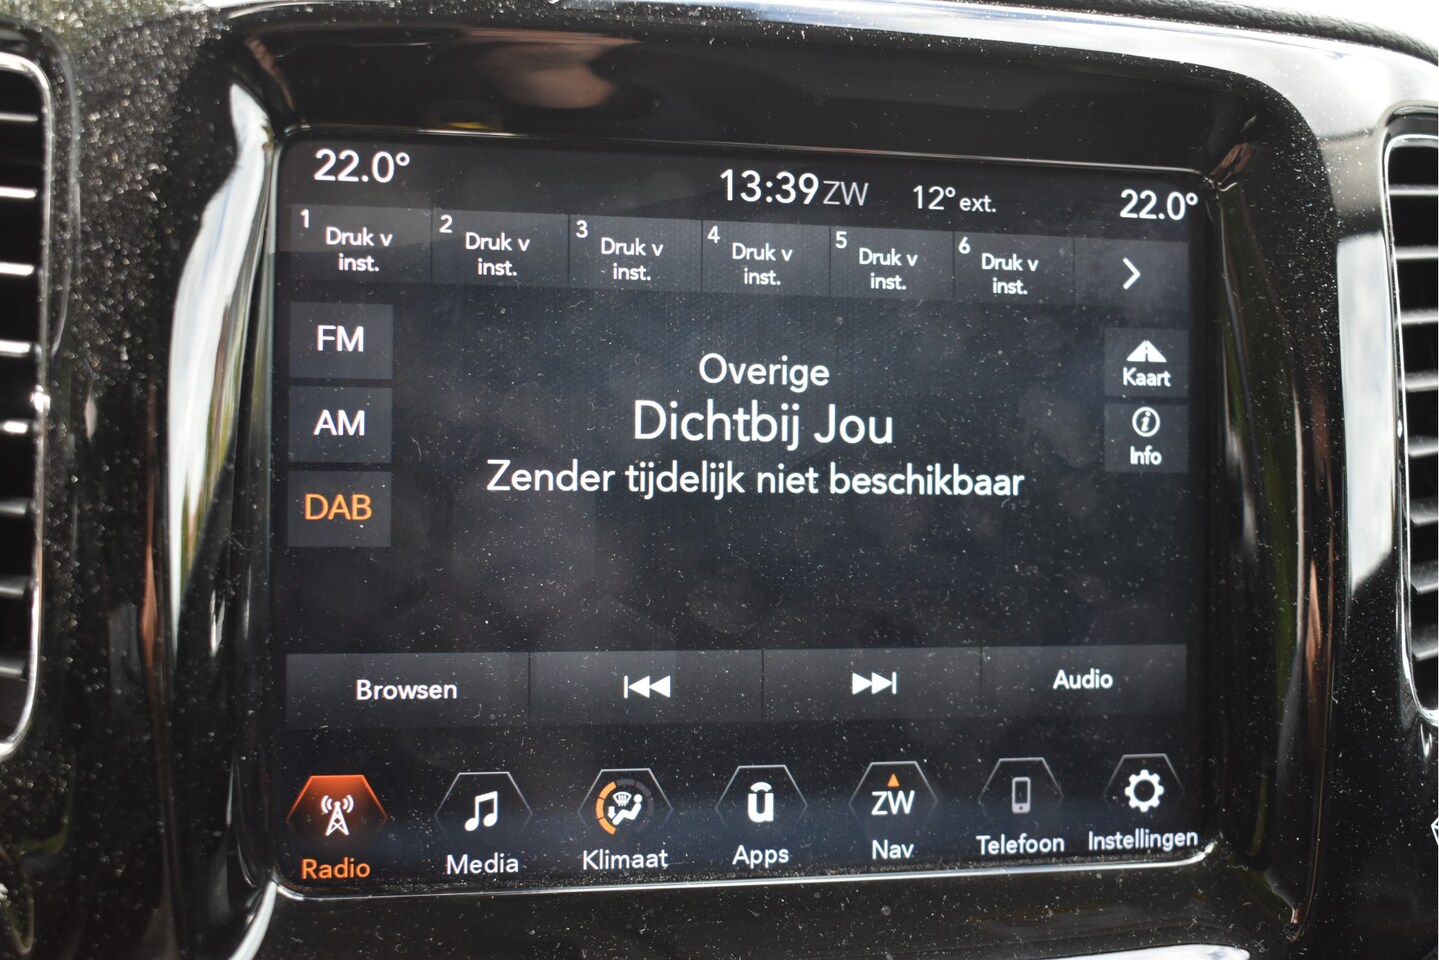 22.0° 13:39 ZW 12° ext. 22.0°
1 Druk v inst.
2 Druk v inst.
3 Druk v inst.
4 Druk v inst.
5 Druk v inst.
6 Druk v inst.
FM
AM
DAB
Overige
Dichtbij Jou
Zender tijdelijk niet beschikbaar
Kaart
Info
Browsen
Audio
ZW
Radio
Media
Klimaat
Apps
Nav
Telefoon
Instellingen